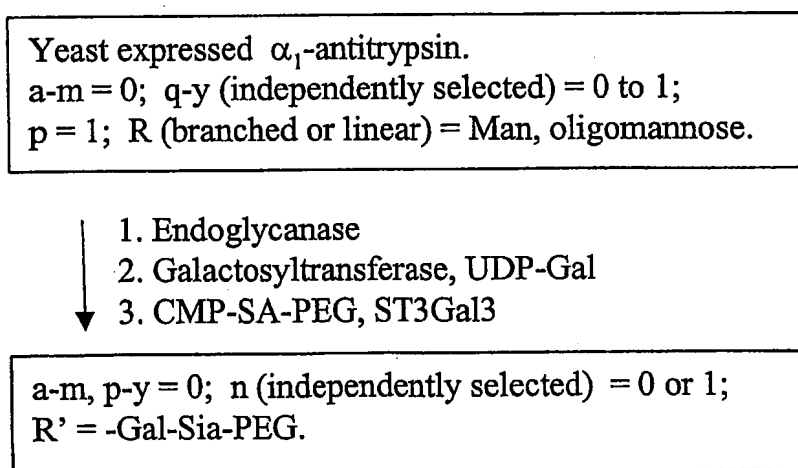 Yeast expressed α₁-antitrypsin.
a-m = 0; q-y (independently selected) = 0 to 1;
p = 1; R (branched or linear) = Man, oligomannose.
1. Endoglycanase
2. Galactosyltransferase, UDP-Gal
3. CMP-SA-PEG, ST3Gal3
a-m, p-y = 0; n (independently selected) = 0 or 1;
R' = -Gal-Sia-PEG.